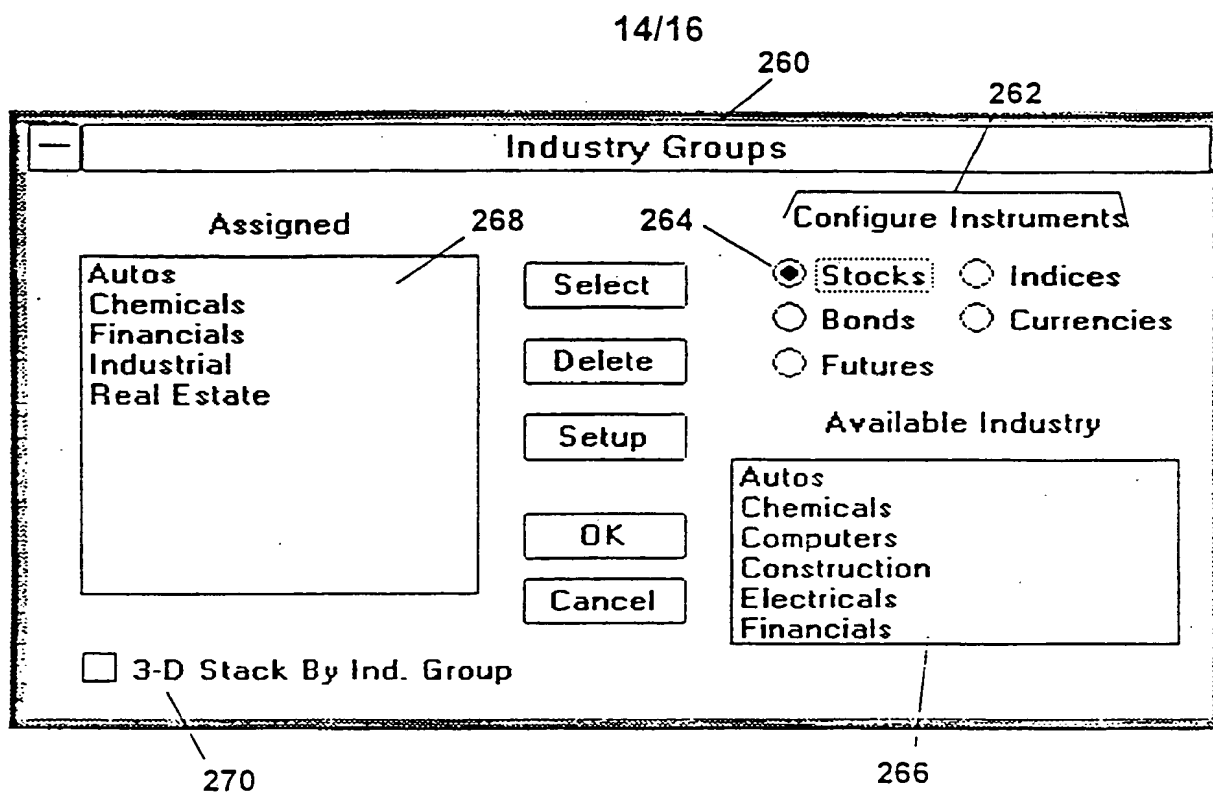 14/16
260
262
Industry Groups
Assigned
268
264
Configure Instruments
Autos
Chemicals
Financials
Industrial
Real Estate
Select
Delete
Setup
OK
Cancel
Stocks
Indices
Bonds
Currencies
Futures
Available Industry
Autos
Chemicals
Computers
Construction
Electricals
Financials
3-D Stack By Ind. Group
270
266